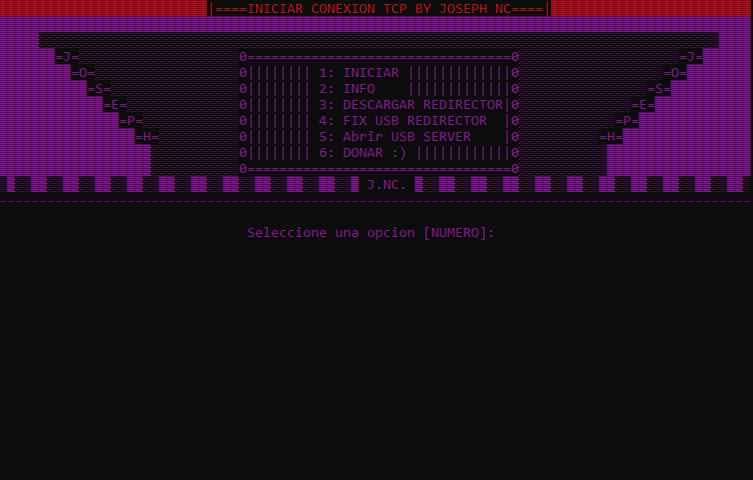 |====INICIAR CONEXION TCP BY JOSEPH NC====|
=J= 0=================================0 =J=
=O= 0|||||||| 1: INICIAR |||||||||||||0 =O=
=S= 0|||||||| 2: INFO |||||||||||||0 =S=
=E= 0|||||||| 3: DESCARGAR REDIRECTOR|0 =E=
=P= 0|||||||| 4: FIX USB REDIRECTOR |0 =P=
=H= 0|||||||| 5: Abrir USB SERVER |0 =H=
0|||||||| 6: DONAR :) ||||||||||||0
0=================================0
J.NC.
----------------------------------------------------------------------------------------------
Seleccione una opcion [NUMERO]: